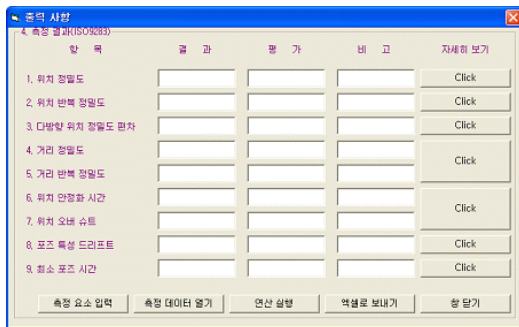 출력 사항
4. 측정 결과(ISO9283)
항 목 결 과 평 가 비 고 자세히 보기
1. 위치 정밀도 Click
2. 위치 반복 정밀도 Click
3. 다방향 위치 정밀도 편차 Click
4. 거리 정밀도
Click
5. 거리 반복 정밀도
6. 위치 안정화 시간
Click
7. 위치 오버 슈트
8. 포즈 특성 드리프트 Click
9. 최소 포즈 시간 Click
측정 요소 입력 측정 데이터 열기 연산 실행 엑셀로 보내기 창 닫기